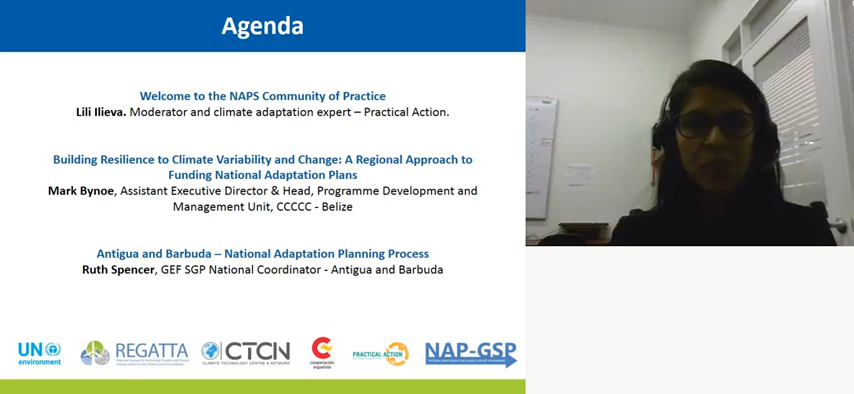 Agenda
Welcome to the NAPS Community of Practice
Lili Ilieva. Moderator and climate adaptation expert – Practical Action.
Building Resilience to Climate Variability and Change: A Regional Approach to
Funding National Adaptation Plans
Mark Bynoe, Assistant Executive Director & Head, Programme Development and
Management Unit, CCCCC - Belize
Antigua and Barbuda – National Adaptation Planning Process
Ruth Spencer, GEF SGP National Coordinator - Antigua and Barbuda
UN
environment
REGATTA
CTCN
CLIMATE TECHNOLOGY CENTRE & NETWORK
cooperación
española
PRACTICAL ACTION
NAP-GSP